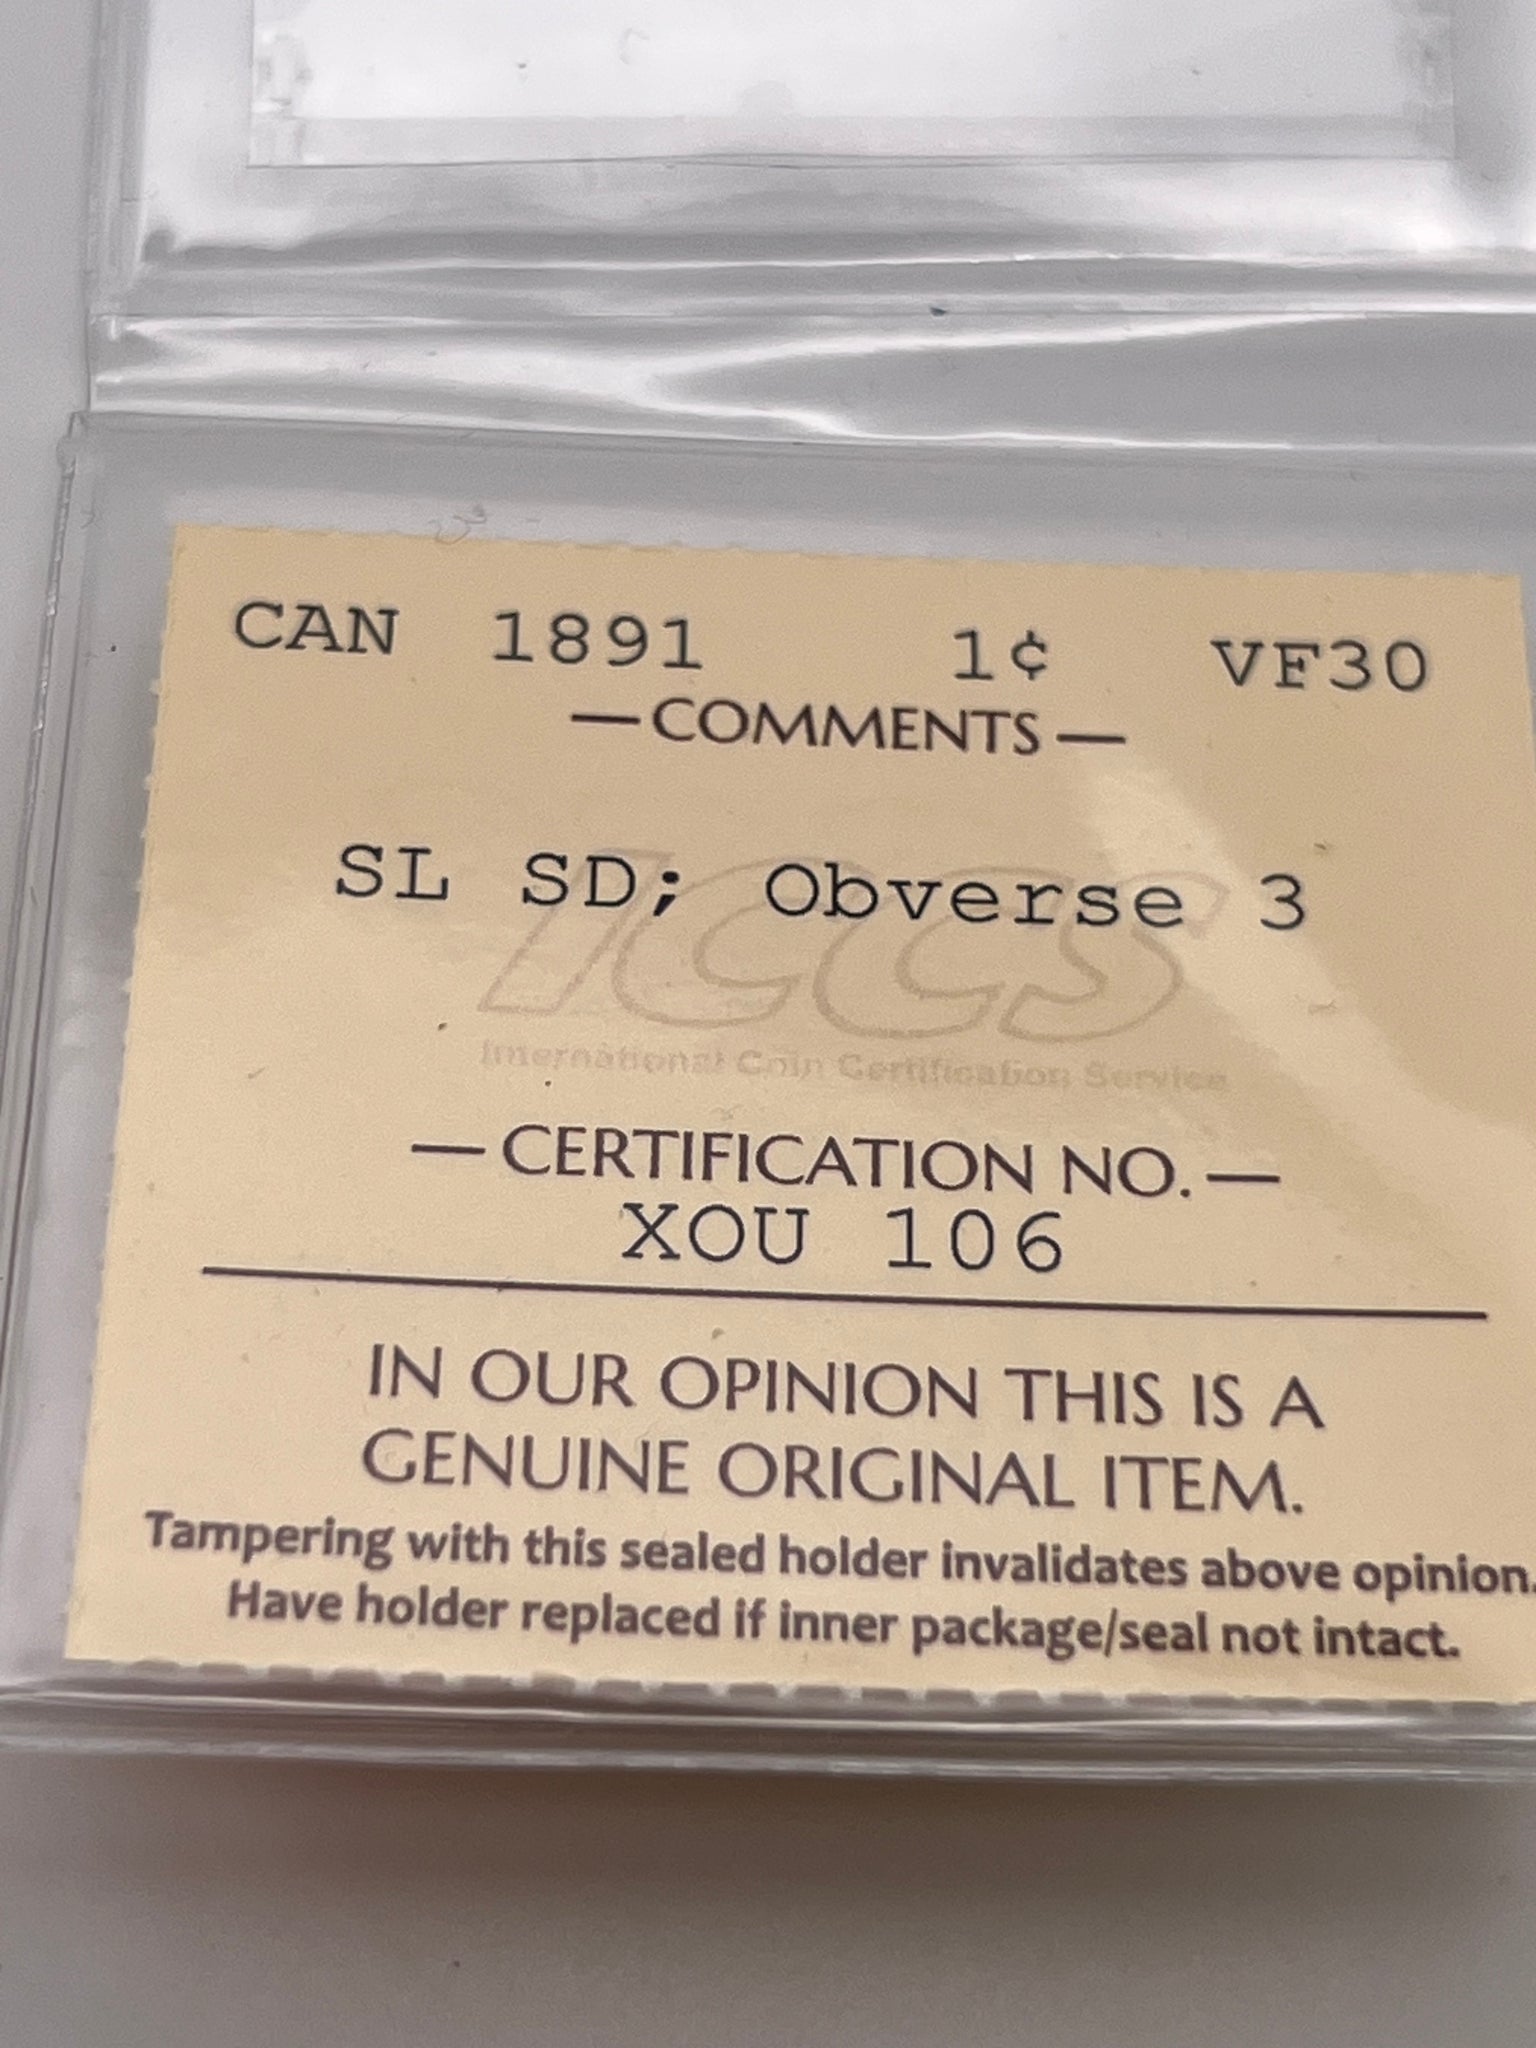 CAN 1891 1¢ VF30
—COMMENTS—
SL SD; Obverse 3
ICCS
International Coin Certification Service
—CERTIFICATION NO.—
XOU 106
IN OUR OPINION THIS IS A
GENUINE ORIGINAL ITEM.
Tampering with this sealed holder invalidates above opinion.
Have holder replaced if inner package/seal not intact.